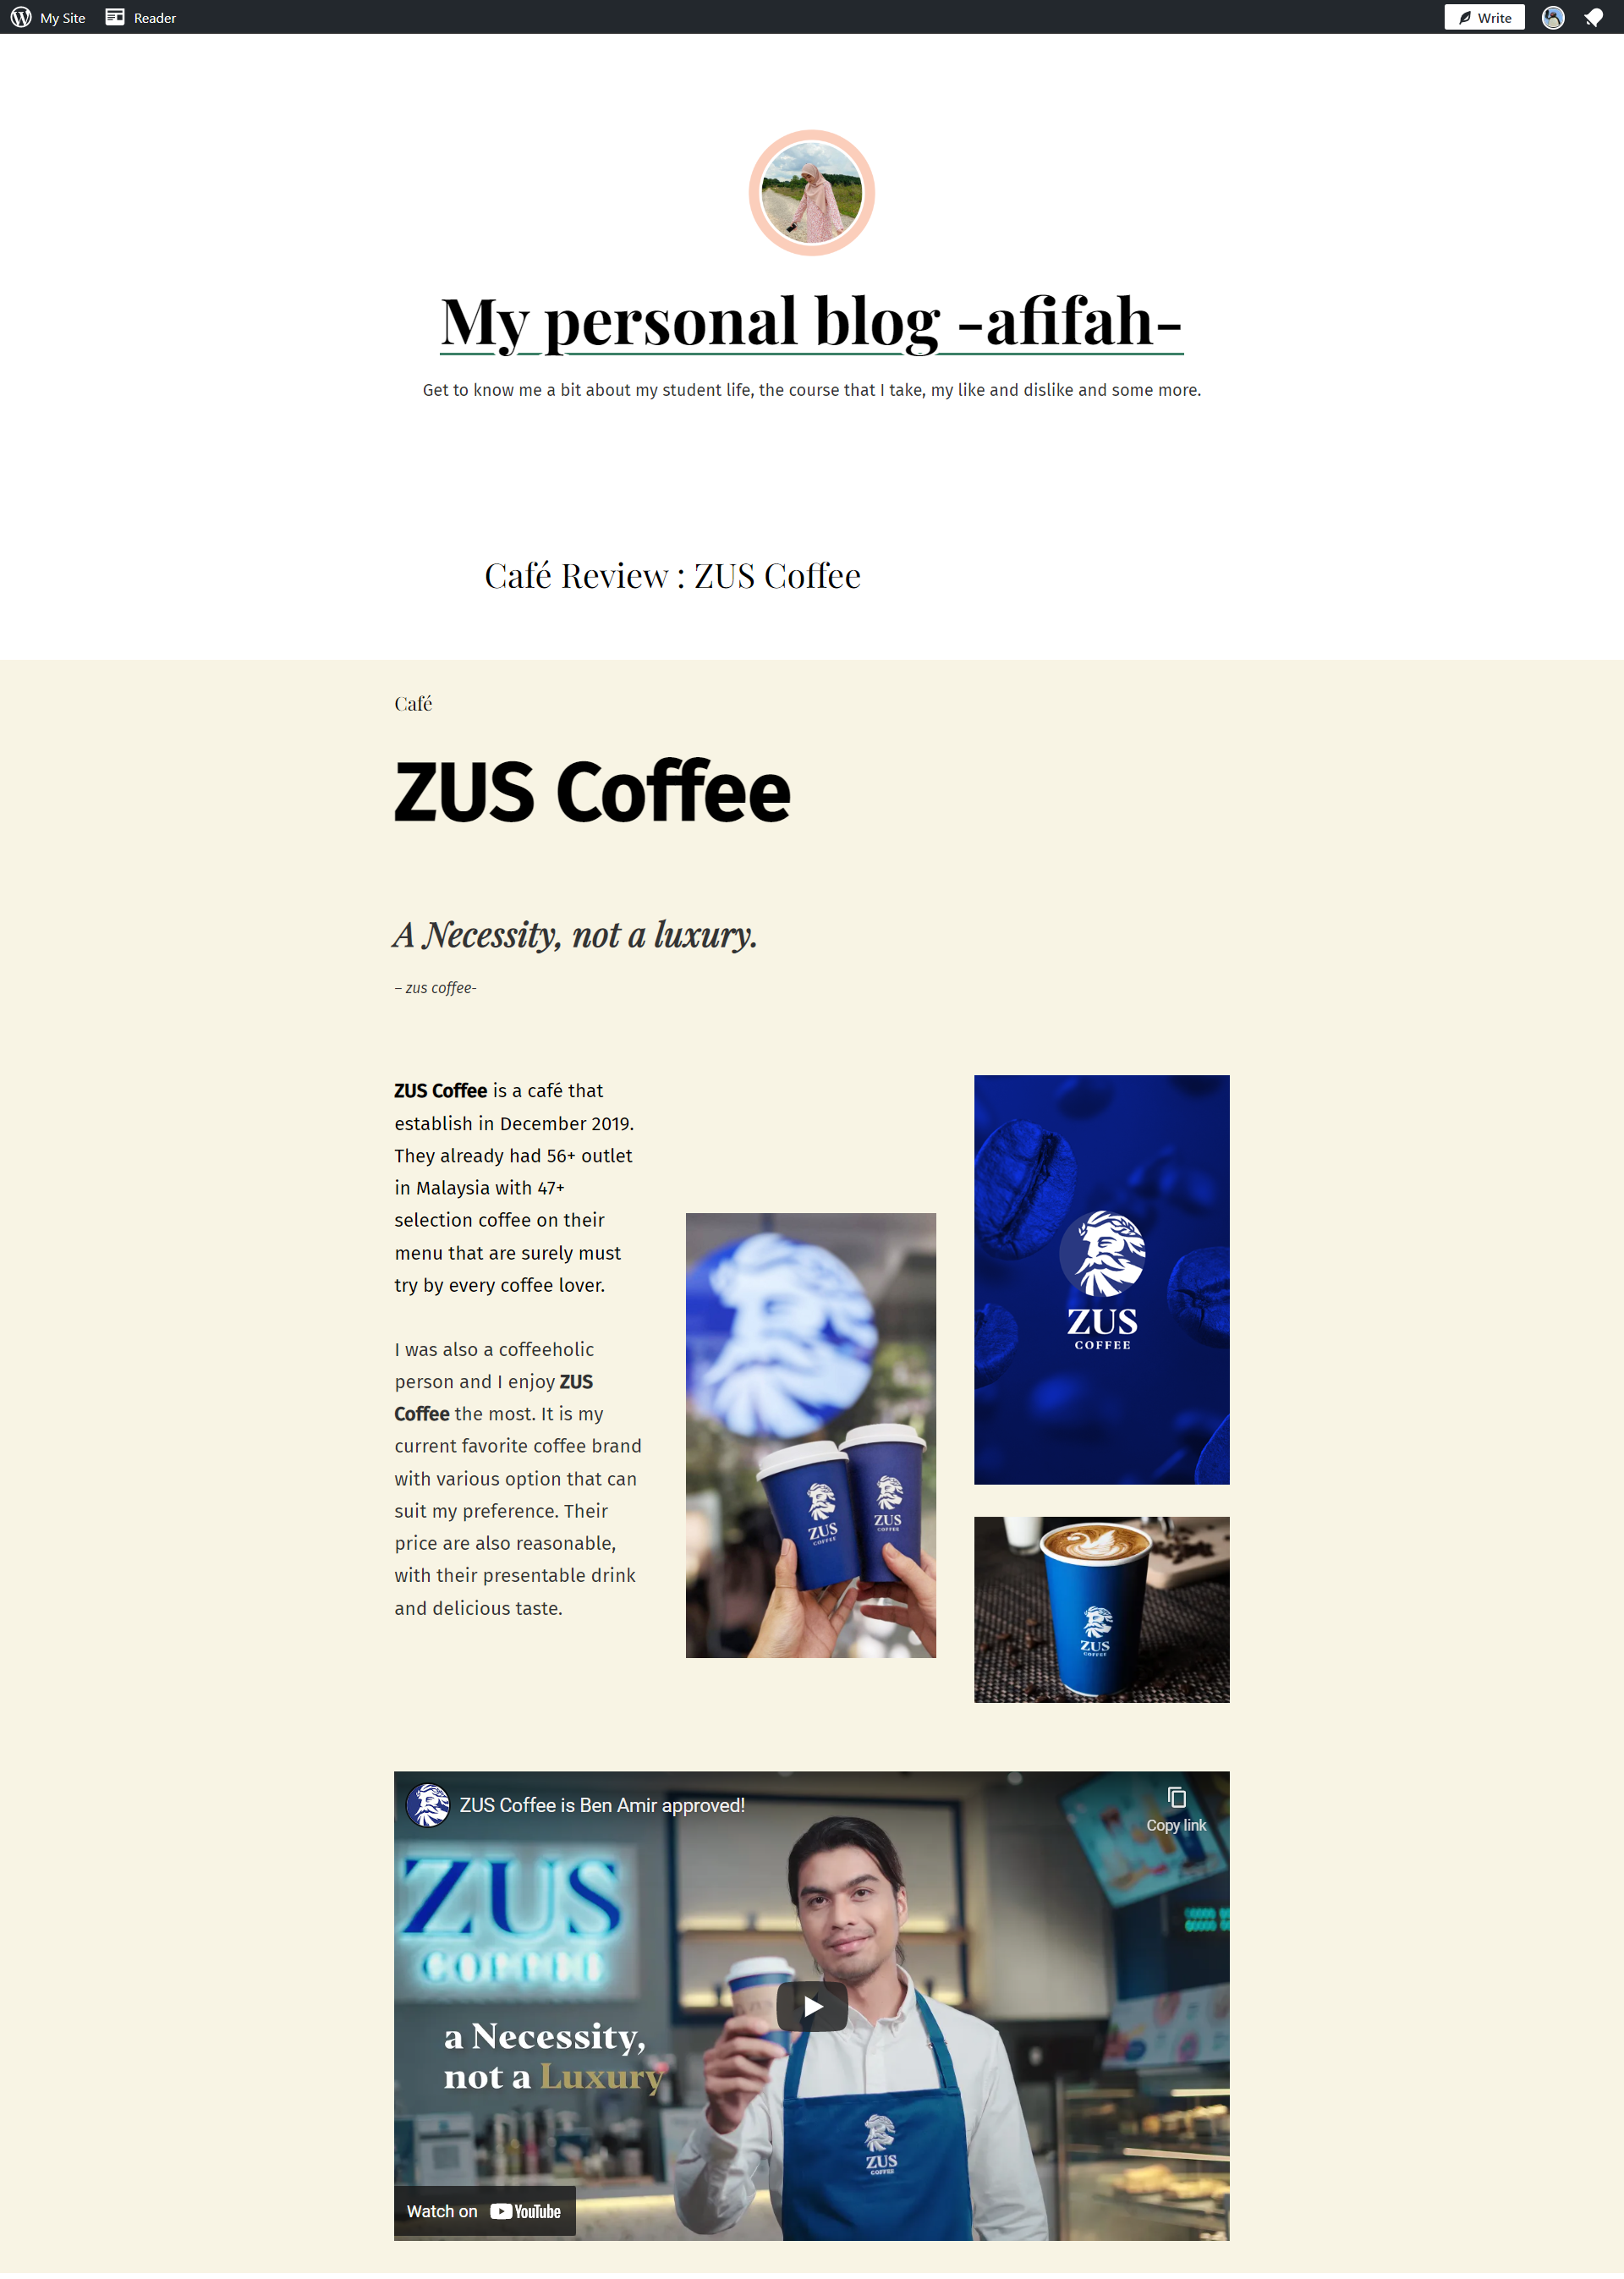 My Site
Reader
Write
My personal blog -afifah-
Get to know me a bit about my student life, the course that I take, my like and dislike and some more.
Café Review : ZUS Coffee
Café
ZUS Coffee
A Necessity, not a luxury.
– zus coffee-
ZUS Coffee is a café that
establish in December 2019.
They already had 56+ outlet
in Malaysia with 47+
selection coffee on their
menu that are surely must
try by every coffee lover.
I was also a coffeeholic
person and I enjoy ZUS
Coffee the most. It is my
current favorite coffee brand
with various option that can
suit my preference. Their
price are also reasonable,
with their presentable drink
and delicious taste.
ZUS
COFFEE
ZUS
COFFEE
ZUS
COFFEE
ZUS
COFFEE
ZUS Coffee is Ben Amir approved!
Copy link
ZUS
COFFEE
a Necessity,
not a Luxury
ZUS
COFFEE
Watch on YouTube